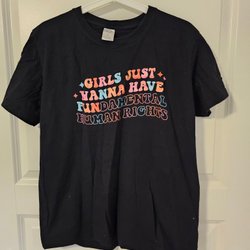 GIRLS JUST
WANNA HAVE
FUNDAMENTAL
HUMAN RIGHTS